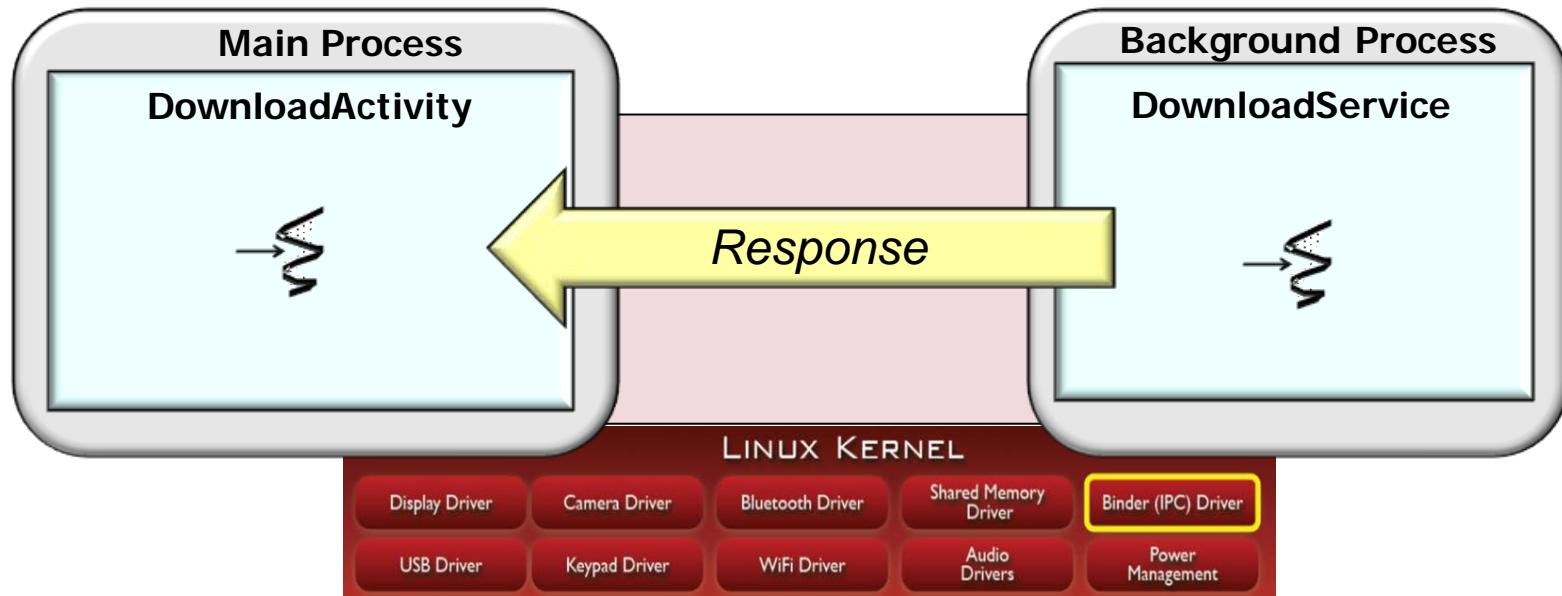 Main Process
DownloadActivity
Background Process
DownloadService
Response
LINUX KERNEL
Display Driver
Camera Driver
Bluetooth Driver
Shared Memory
Driver
Binder (IPC) Driver
USB Driver
Keypad Driver
WiFi Driver
Audio
Drivers
Power
Management